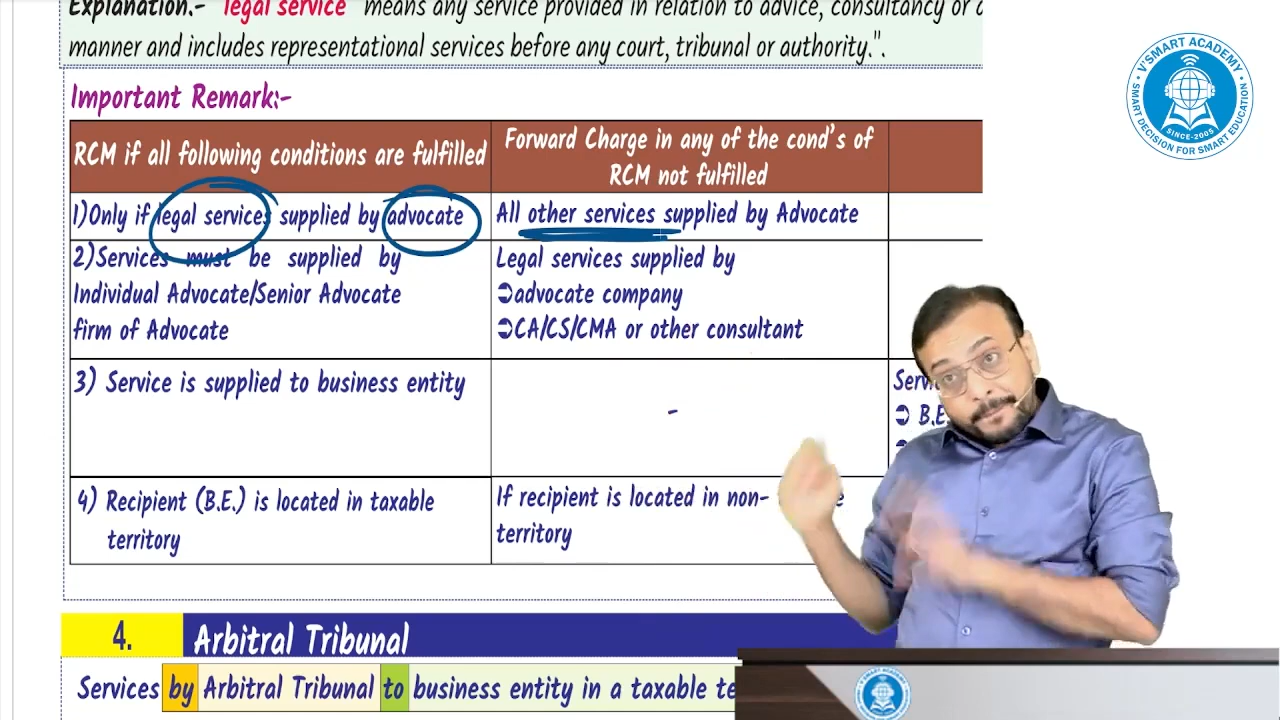 Explanation.- "legal service" means any service provided in relation to advice, consultancy or
manner and includes representational services before any court, tribunal or authority.".
Important Remark:-
RCM if all following conditions are fulfilled
Forward Charge in any of the cond's of
RCM not fulfilled
1)Only if legal services supplied by advocate
All other services supplied by Advocate
2)Services must be supplied by
Individual Advocate/Senior Advocate
firm of Advocate
Legal services supplied by
➲advocate company
➲CA/CS/CMA or other consultant
3) Service is supplied to business entity
-
➲ B.E.
4) Recipient (B.E.) is located in taxable
territory
If recipient is located in non-
territory
4.
Arbitral Tribunal
Services by Arbitral Tribunal to business entity in a taxable
V'SMART ACADEMY
SINCE-2005
SMART DECISION FOR SMART EDUCATION